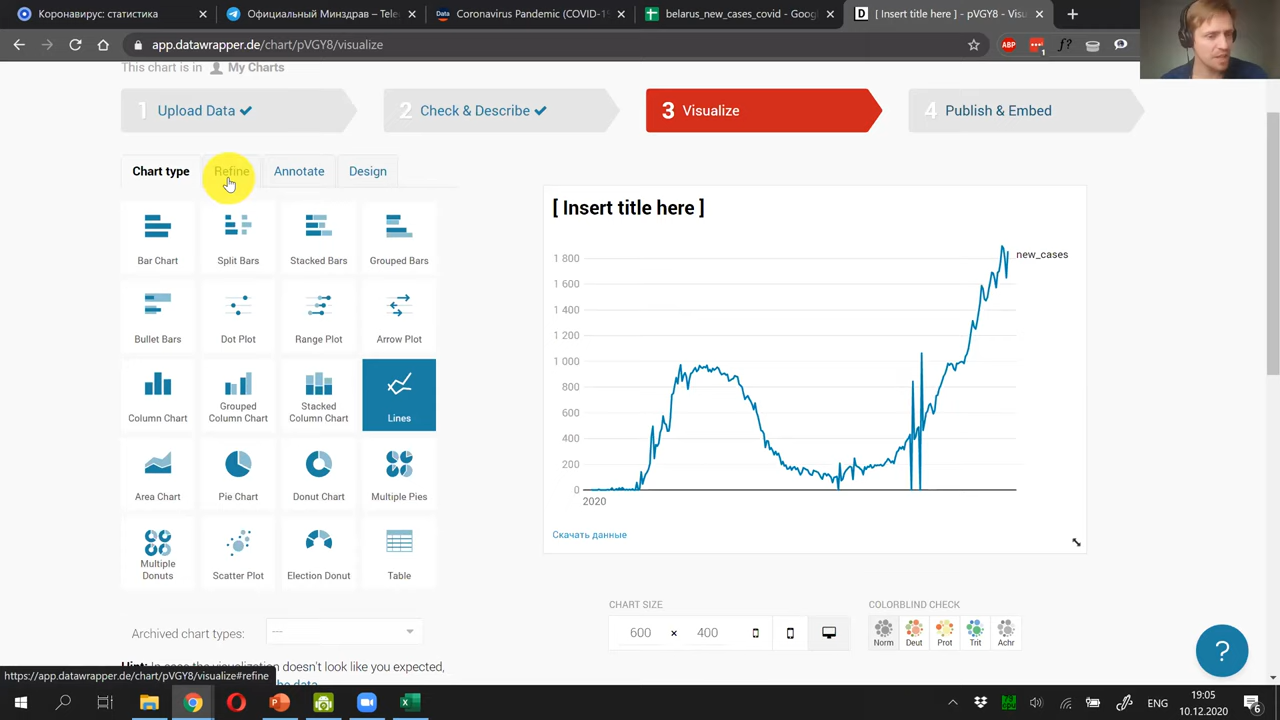 статистика
Официальный Минздрав - Tele
Coronavirus Pandemic (COVID-19
belarus_new_cases_covid - Googl
[ Insert title here ] - pVGY8 - Visu
app.datawrapper.de/chart/pVGY8/visualize
ABP
1
f?
This chart is in My Charts
1 Upload Data
2 Check & Describe
3 Visualize
4 Publish & Embed
Chart type
Refine
Annotate
Design
Bar Chart
Split Bars
Stacked Bars
Grouped Bars
Bullet Bars
Dot Plot
Range Plot
Arrow Plot
Column Chart
Grouped Column Chart
Stacked Column Chart
Lines
Area Chart
Pie Chart
Donut Chart
Multiple Pies
Multiple Donuts
Scatter Plot
Election Donut
Table
Archived chart types:
---
Hint: In case the visualization doesn't look like you expected,
[ Insert title here ]
1 800
1 600
1 400
1 200
1 000
800
600
400
200
0
2020
new_cases
Скачать данные
CHART SIZE
600 × 400
COLORBLIND CHECK
Norm
Deut
Prot
Trit
Achr
?
https://app.datawrapper.de/chart/pVGY8/visualize#refine
ENG
19:05
10.12.2020
6